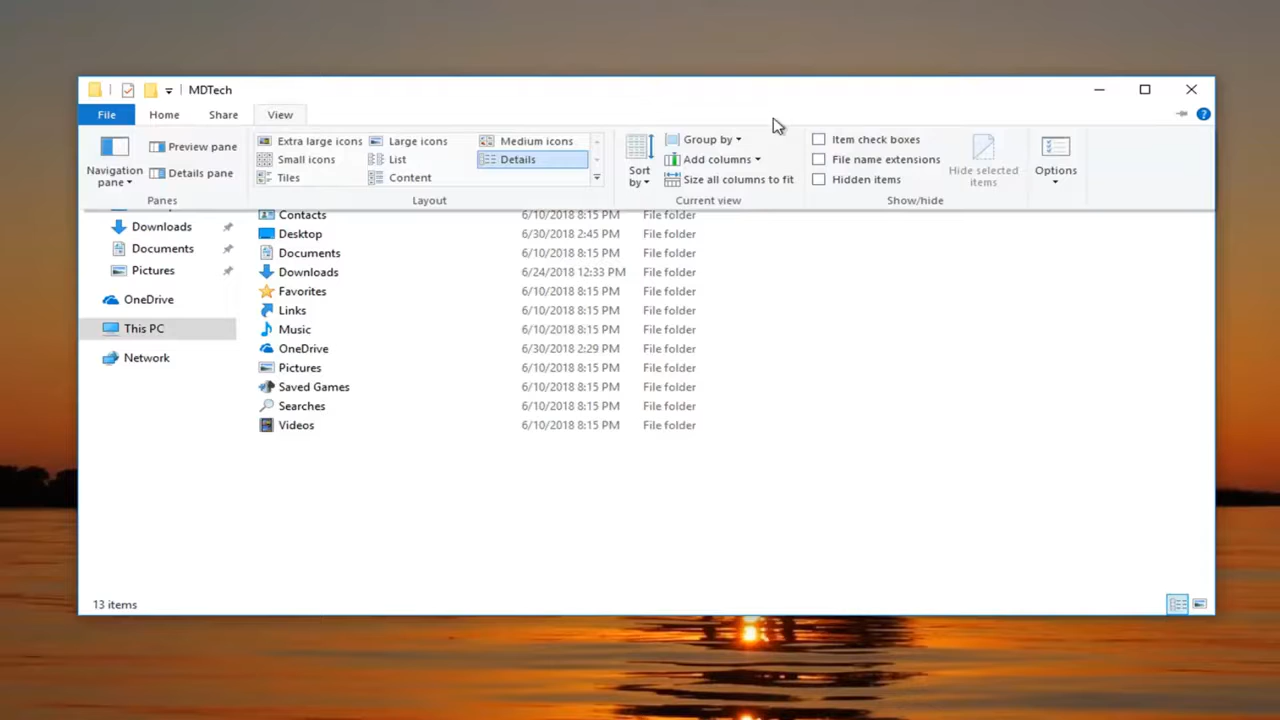 MDTech
File Home Share View
Navigation pane
Preview pane
Details pane
Panes
Extra large icons Large icons Medium icons
Small icons List Details
Tiles Content
Layout
Sort by
Group by
Add columns
Size all columns to fit
Current view
Item check boxes
File name extensions
Hidden items
Hide selected items
Show/hide
Options
Downloads
Documents
Pictures
OneDrive
This PC
Network
Contacts 6/10/2018 8:15 PM File folder
Desktop 6/30/2018 2:45 PM File folder
Documents 6/10/2018 8:15 PM File folder
Downloads 6/24/2018 12:33 PM File folder
Favorites 6/10/2018 8:15 PM File folder
Links 6/10/2018 8:15 PM File folder
Music 6/10/2018 8:15 PM File folder
OneDrive 6/30/2018 2:29 PM File folder
Pictures 6/10/2018 8:15 PM File folder
Saved Games 6/10/2018 8:15 PM File folder
Searches 6/10/2018 8:15 PM File folder
Videos 6/10/2018 8:15 PM File folder
13 items